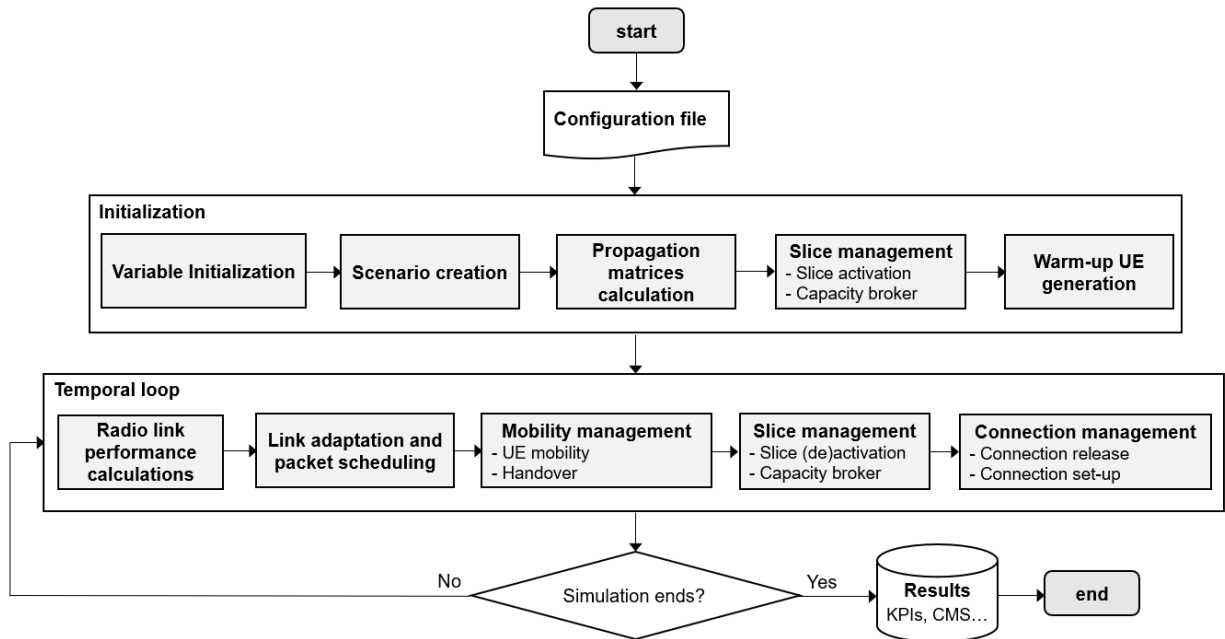 start
Configuration file
Initialization
Variable Initialization
Scenario creation
Propagation
matrices
calculation
Slice management
- Slice activation
- Capacity broker
Warm-up UE
generation
Temporal loop
Radio link
performance
calculations
Link adaptation and
packet scheduling
Mobility management
- UE mobility
- Handover
Slice management
- Slice (de)activation
- Capacity broker
Connection management
- Connection release
- Connection set-up
No
Simulation ends?
Yes
Results
KPIs, CMS…
end